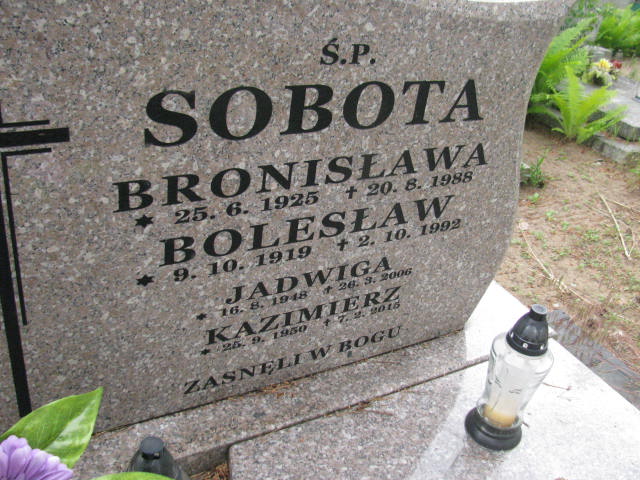 Ś.P.
SOBOTA
BRONISŁAWA
★ 25. 6. 1925 ✝ 20. 8. 1988
BOLESŁAW
★ 9. 10. 1919 ✝ 2. 10. 1992
JADWIGA
★ 16. 8. 1948 ✝ 26. 3. 2006
KAZIMIERZ
★ 25. 9. 1950 ✝ 7. 2. 2015
ZASNĘLI W BOGU